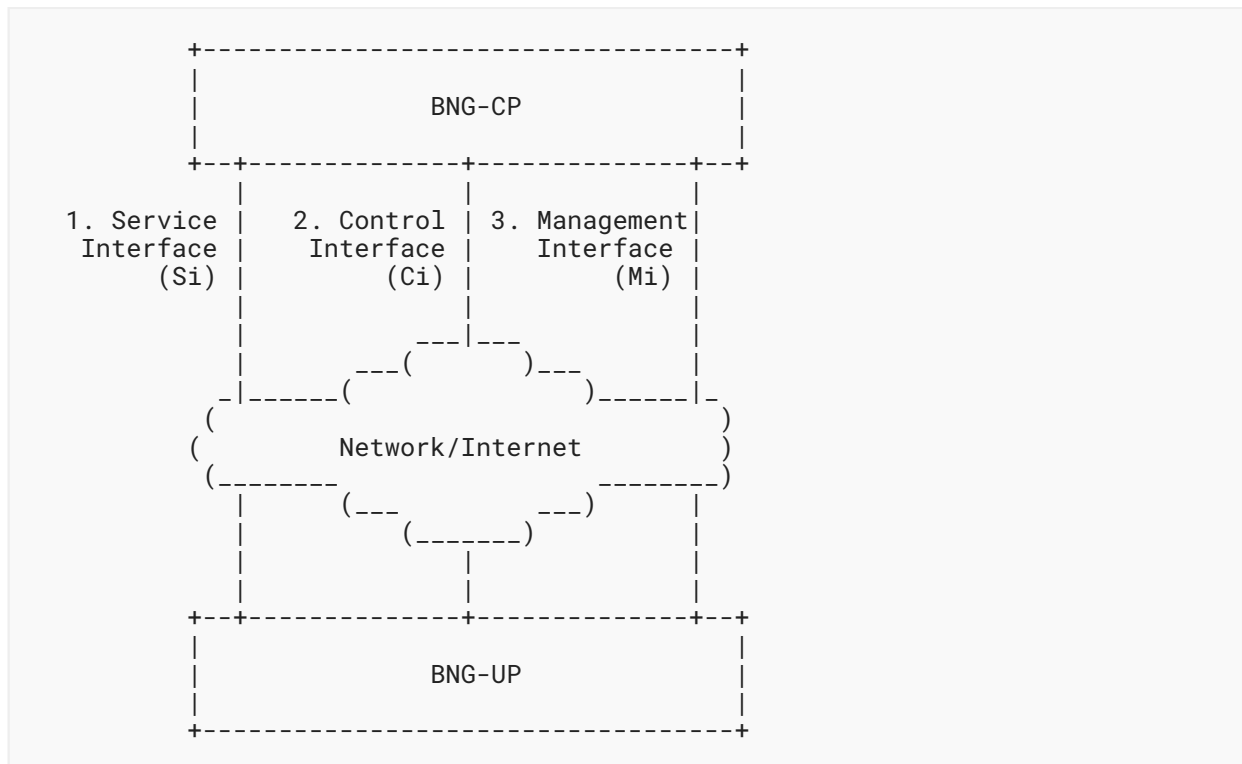 BNG-CP
1. Service 2. Control 3. Management
Interface Interface Interface
(Si) (Ci) (Mi)
Network/Internet
BNG-UP